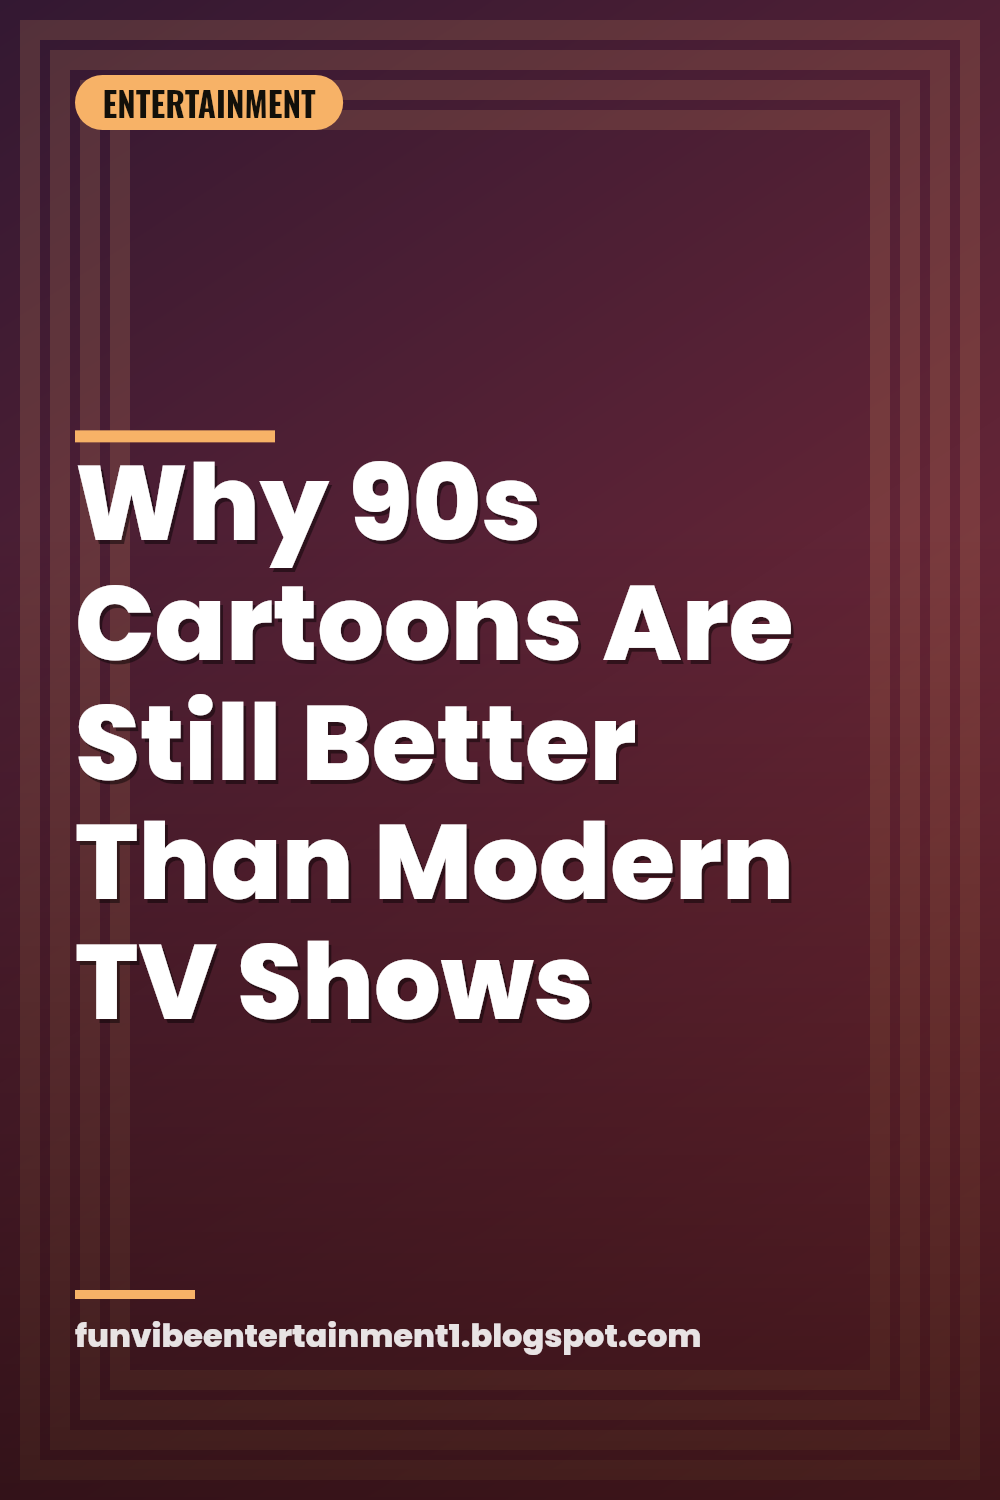 ENTERTAINMENT
Why 90s
Cartoons Are
Still Better
Than Modern
TV Shows
funvibeentertainment1.blogspot.com